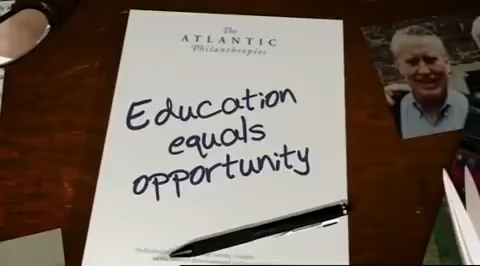 The
ATLANTIC
Philanthropies
Education
equals
opportunity